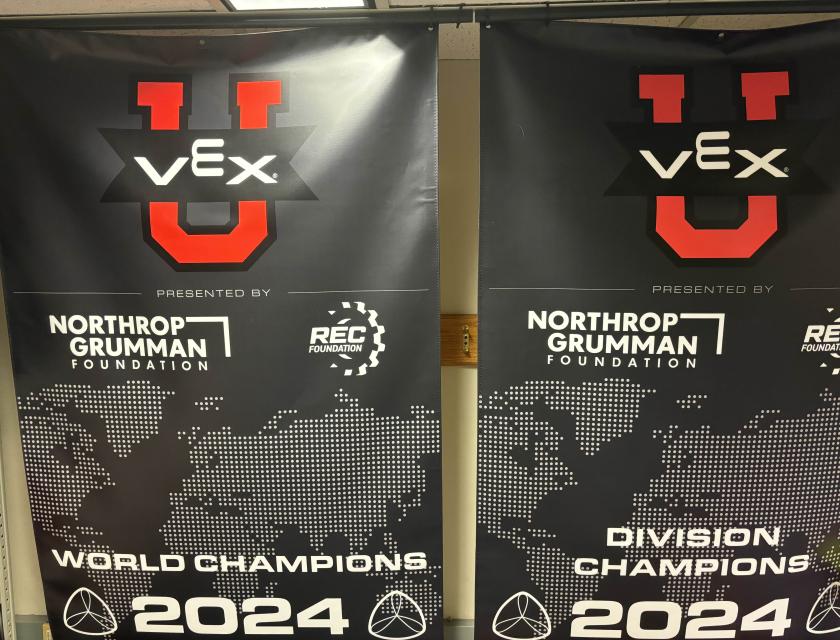 VEX
PRESENTED BY
NORTHROP
GRUMMAN
FOUNDATION
REC
FOUNDATION
WORLD CHAMPIONS
2024
U
VEX
PRESENTED BY
NORTHROP
GRUMMAN
FOUNDATION
DIVISION
CHAMPIONS
2024
U